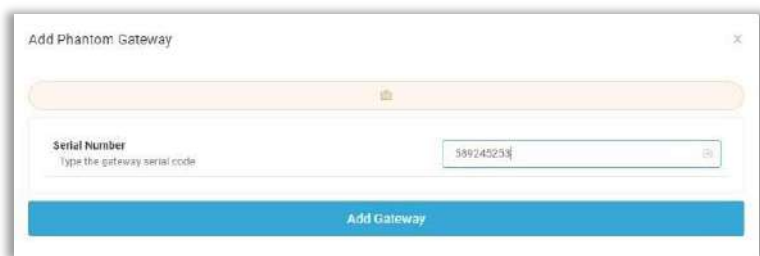 Add Phantom Gateway
Serial Number
Type the gateway serial code
589245253
Add Gateway